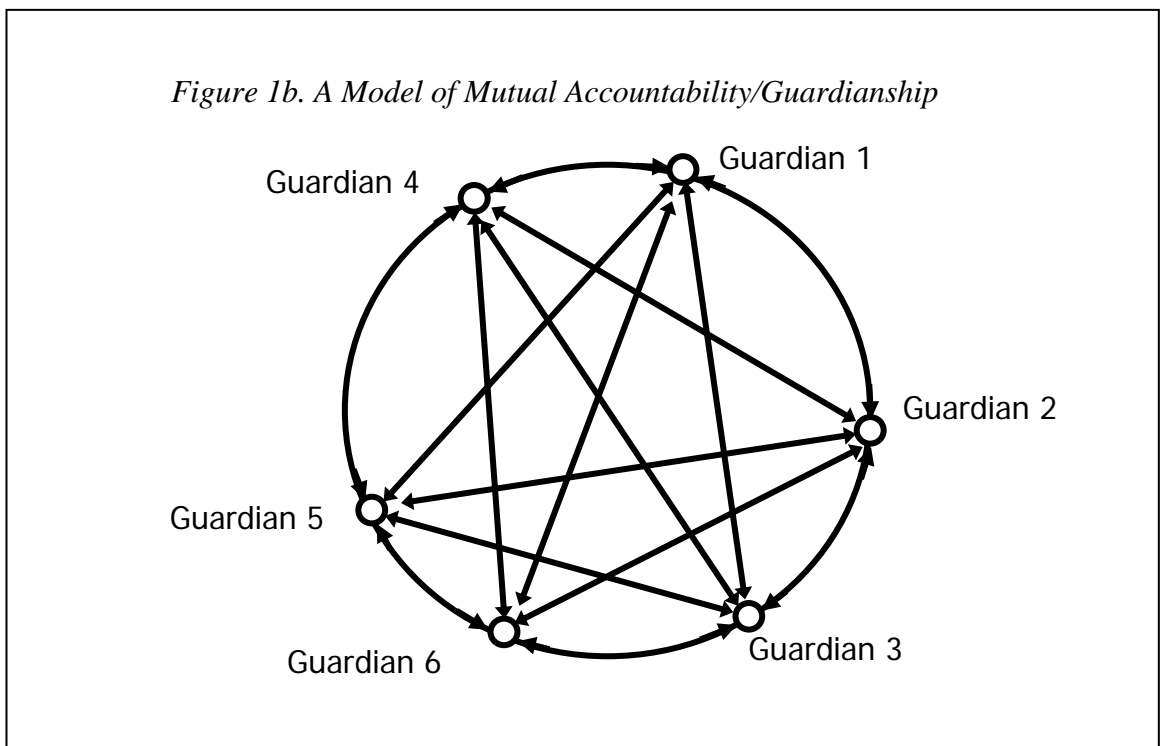 Figure 1b. A Model of Mutual Accountability/Guardianship
Guardian 1
Guardian 4
Guardian 2
Guardian 5
Guardian 3
Guardian 6